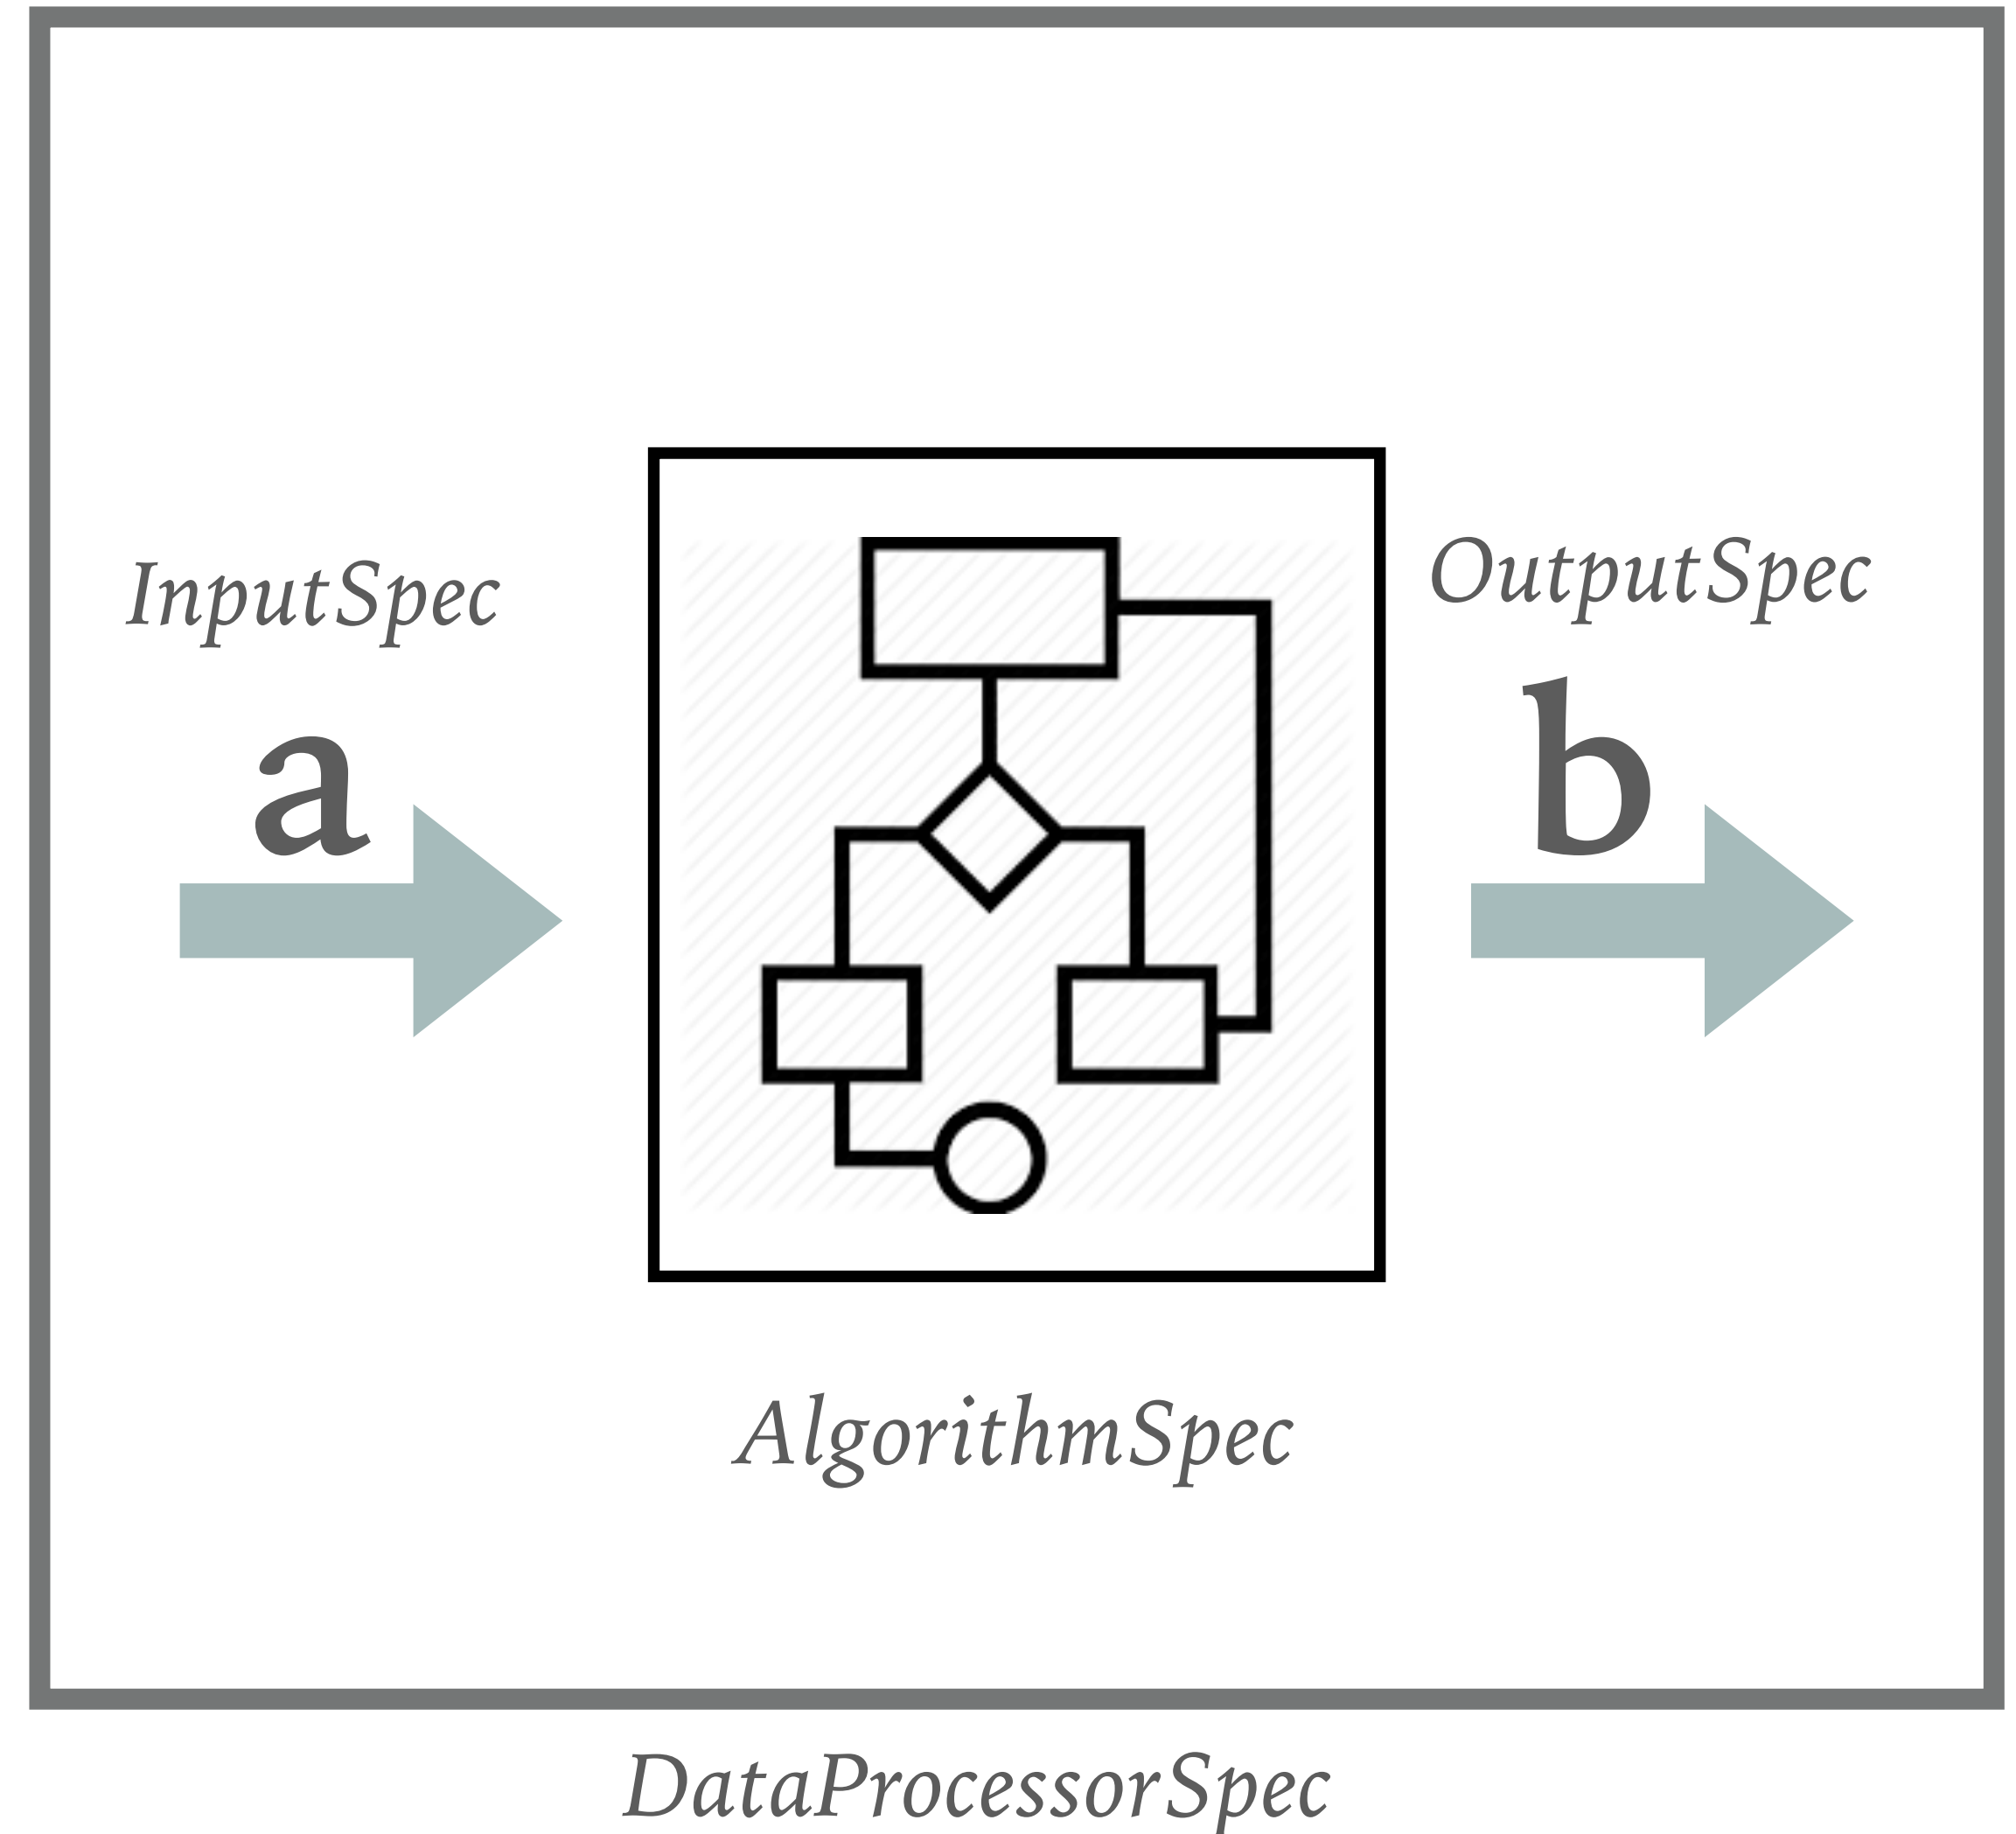 InputSpec
a
OutputSpec
b
AlgorithmSpec
DataProcessorSpec